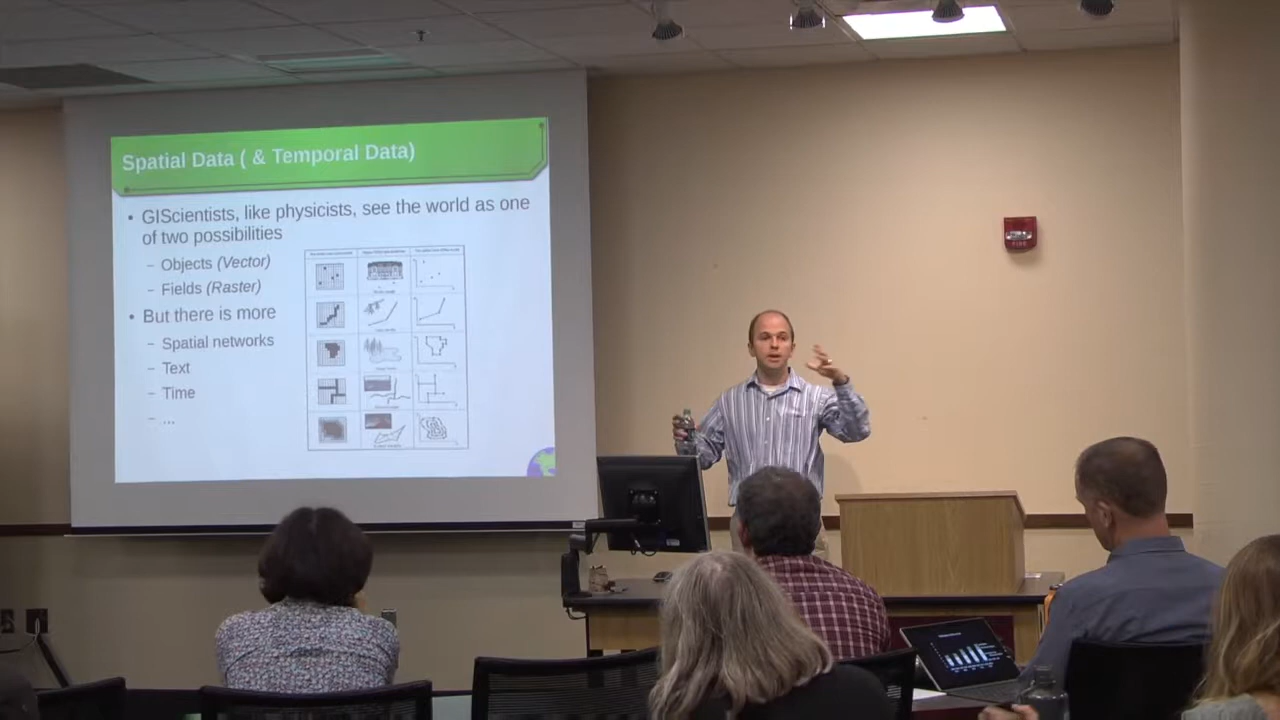 Spatial Data ( & Temporal Data)
• GIScientists, like physicists, see the world as one
of two possibilities
– Objects (Vector)
– Fields (Raster)
• But there is more
– Spatial networks
– Text
– Time
– ...
FIRE